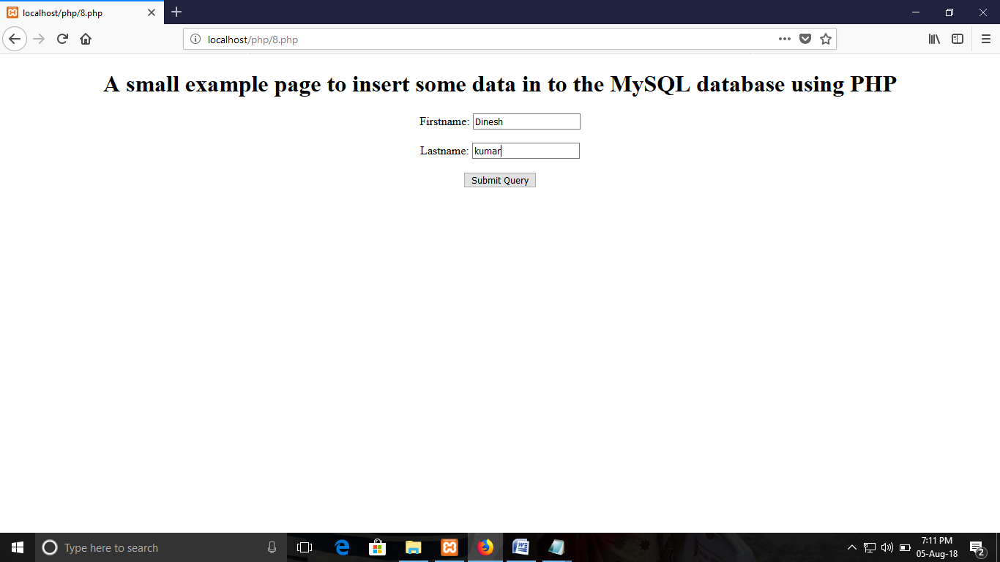 localhost/php/8.php
localhost/php/8.php
A small example page to insert some data in to the MySQL database using PHP
Firstname: Dinesh
Lastname: kumar
Submit Query
Type here to search
7:11 PM
05-Aug-18
2